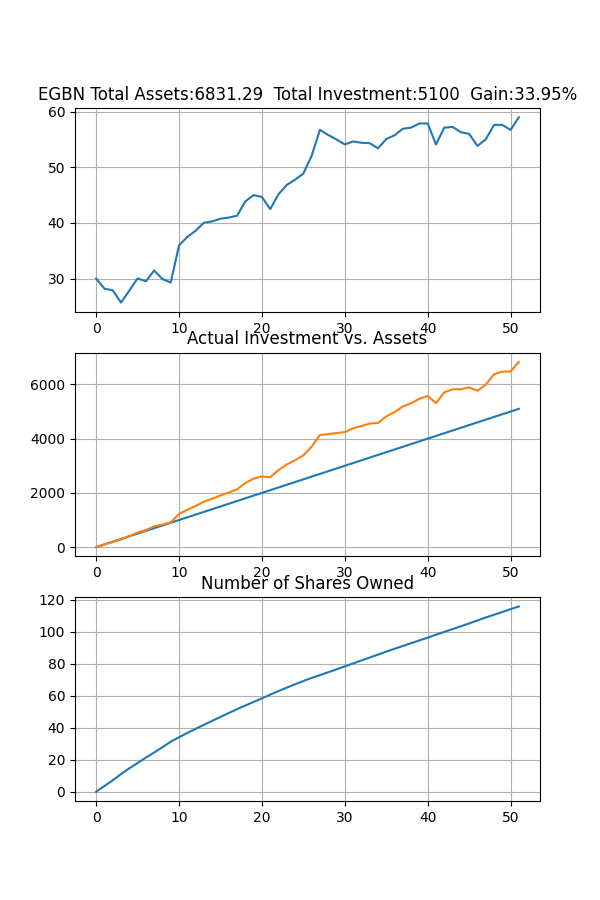 EGBN Total Assets:6831.29  Total Investment:5100  Gain:33.95%
60
50
40
30
0 10 20 30 40 50
Actual Investment vs. Assets
6000
4000
2000
0
0 10 20 30 40 50
Number of Shares Owned
120
100
80
60
40
20
0
0 10 20 30 40 50